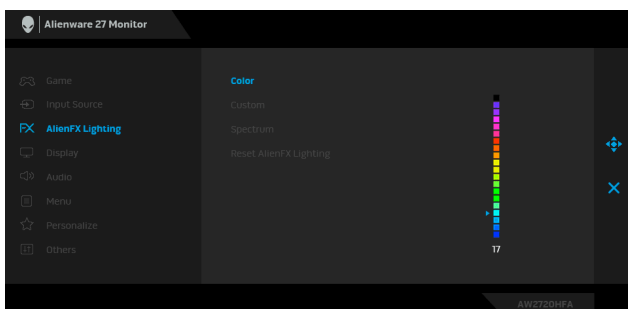 Alienware 27 Monitor
Game
Color
Input Source
Custom
AlienFX Lighting
Spectrum
Display
Reset AlienFX Lighting
Audio
Menu
Personalize
Others
17
AW2720HFA